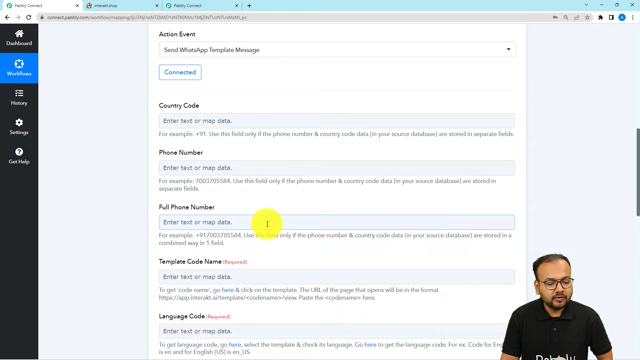 Pabbly Connect
interakt.shop
Pabbly Connect
connect.pabbly.com/workflow/mapping/
Dashboard
Workflows
History
Settings
Get Help
Action Event
Send WhatsApp Template Message
Connected
Country Code
Enter text or map data.
For example: +91. Use this field only if the phone number & country code data (in your source database) are stored in separate fields.
Phone Number
Enter text or map data.
For example: 7003705584. Use this field only if the phone number & country code data (in your source database) are stored in
separate fields.
Full Phone Number
Enter text or map data.
For example: +917003705584. Use this field only if the phone number & country code data (in your source database) are stored in a
combined way in 1 field.
Template Code Name (Required)
Enter text or map data.
To get 'code name', go here & click on the template. The URL of the page that opens will be in the format
https://app.interakt.ai/template/<codename>/view. Paste the <codename> here.
Language Code (Required)
Enter text or map data.
To get language code, go here, select the template & check its language. Go here to get the language code for the language. For ex. Code for
English is en and for English (US) is en_US.
Pabbly